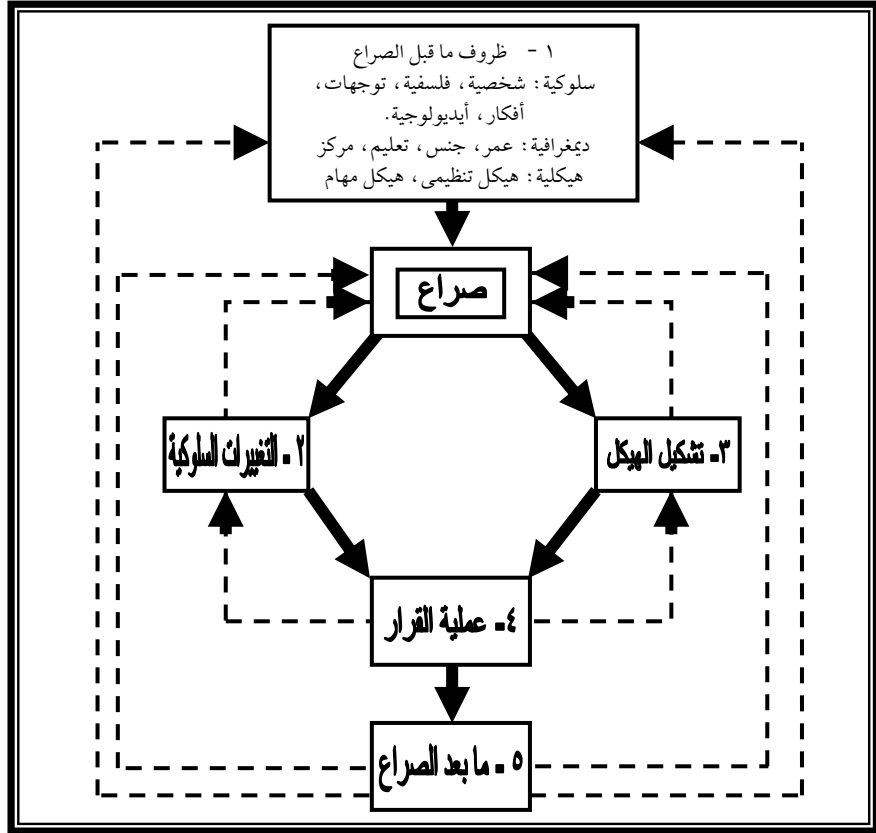 ١ - ظروف ما قبل الصراع
سلوكية: شخصية، فلسفية، توجهات،
أفكار، أيديولوجية.
ديمغرافية: عمر، جنس، تعليم، مركز
هيكلية: هيكل تنظيمى، هيكل مهام
صراع
٣- تشكيل الهيكل
٢ - التغييرات السلوكية
٤- عملية القرار
٥ - ما بعد الصراع